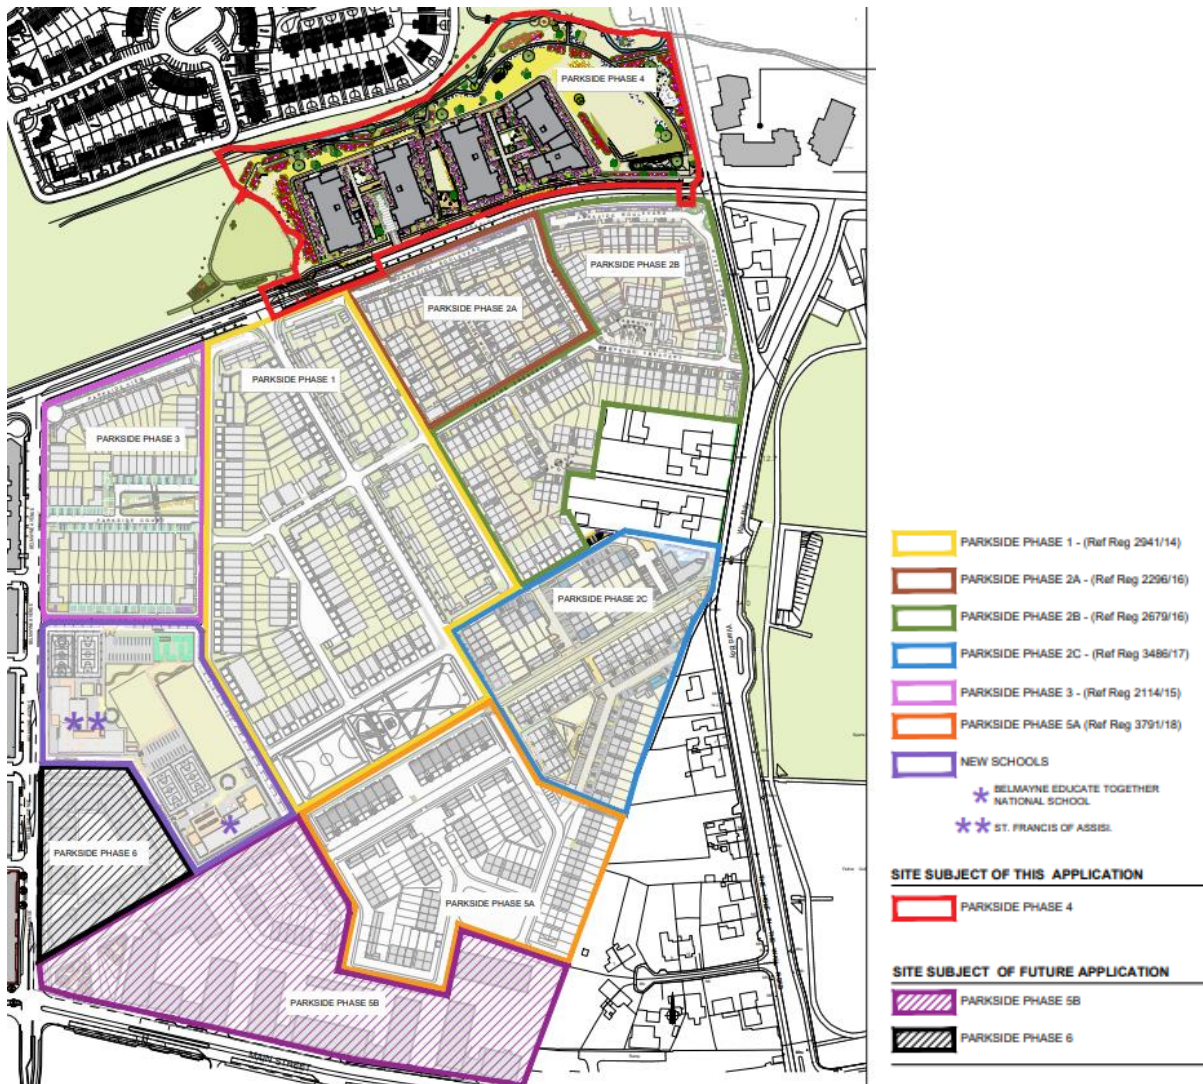 PARKSIDE PHASE 4
PARKSIDE PHASE 2B
PARKSIDE PHASE 2A
PARKSIDE PHASE 1
PARKSIDE PHASE 3
PARKSIDE COURT
PARKSIDE PHASE 2C
PARKSIDE PHASE 6
PARKSIDE PHASE 5A
PARKSIDE PHASE 5B
MAIN STREET
**
*
PARKSIDE PHASE 1 - (Ref Reg 2941/14)
PARKSIDE PHASE 2A - (Ref Reg 2296/16)
PARKSIDE PHASE 2B - (Ref Reg 2679/16)
PARKSIDE PHASE 2C - (Ref Reg 3486/17)
PARKSIDE PHASE 3 - (Ref Reg 2114/15)
PARKSIDE PHASE 5A (Ref Reg 3791/18)
NEW SCHOOLS
* BELMAYNE EDUCATE TOGETHER
NATIONAL SCHOOL
** ST. FRANCIS OF ASSISI.
SITE SUBJECT OF THIS APPLICATION
PARKSIDE PHASE 4
SITE SUBJECT OF FUTURE APPLICATION
PARKSIDE PHASE 5B
PARKSIDE PHASE 6